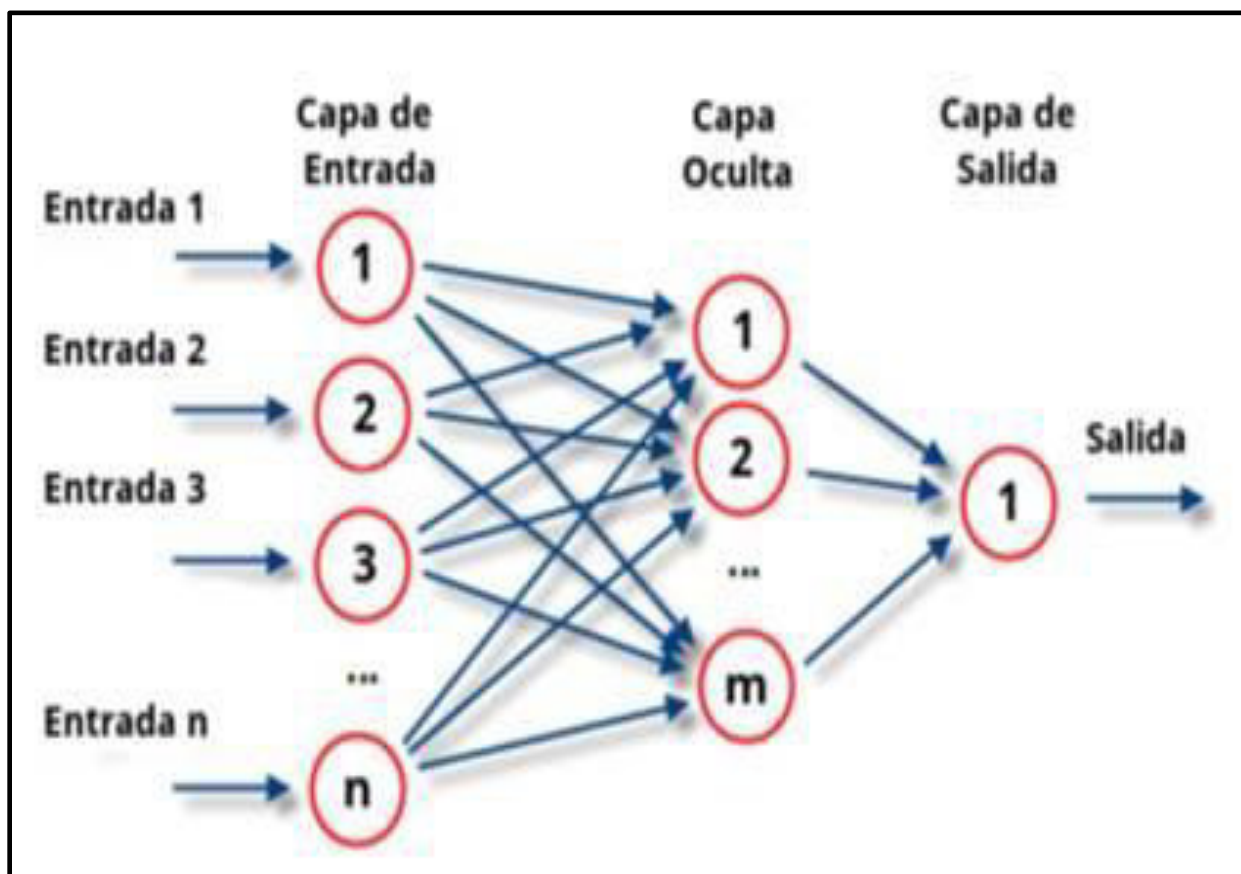 Capa de
Entrada
Capa
Oculta
Capa de
Salida
Entrada 1
Entrada 2
Entrada 3
Entrada n
1
2
3
...
n
1
2
...
m
1
Salida